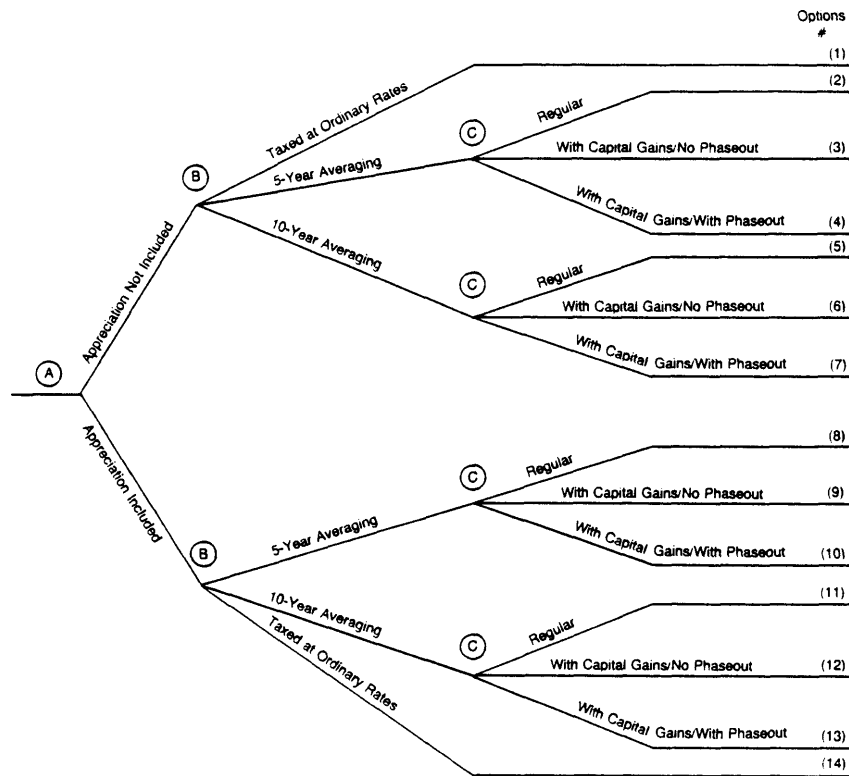 Options
#
(1)
(2)
Taxed at Ordinary Rates
Regular
C
With Capital Gains/No Phaseout (3)
5-Year Averaging
B
With Capital Gains/With Phaseout (4)
10-Year Averaging
(5)
Regular
C
Appreciation Not Included
With Capital Gains/No Phaseout (6)
With Capital Gains/With Phaseout (7)
A
Appreciation Included
(8)
Regular
C
With Capital Gains/No Phaseout (9)
5-Year Averaging
With Capital Gains/With Phaseout (10)
B
10-Year Averaging
(11)
Regular
Taxed at Ordinary Rates
C
With Capital Gains/No Phaseout (12)
With Capital Gains/With Phaseout (13)
(14)